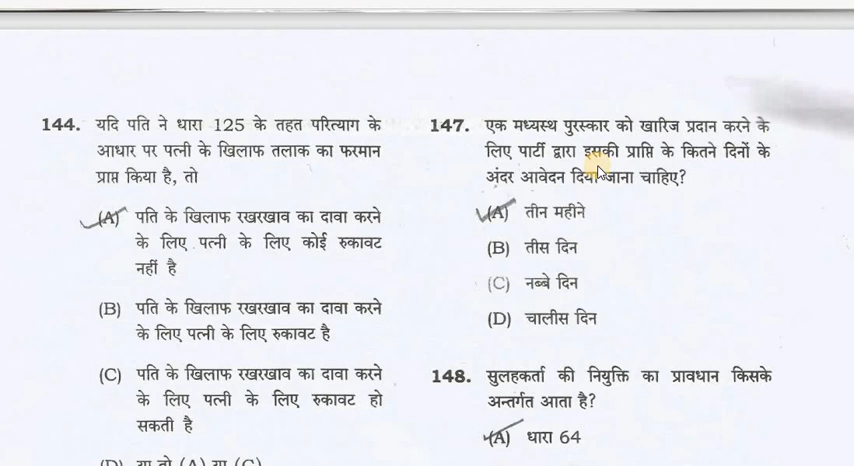 144. यदि पति ने धारा 125 के तहत परित्याग के
आधार पर पत्नी के खिलाफ तलाक का फरमान
प्राप्त किया है, तो
(A) पति के खिलाफ रखरखाव का दावा करने
के लिए पत्नी के लिए कोई रुकावट
नहीं है
(B) पति के खिलाफ रखरखाव का दावा करने
के लिए पत्नी के लिए रुकावट है
(C) पति के खिलाफ रखरखाव का दावा करने
के लिए पत्नी के लिए रुकावट हो
सकती है
(D) या तो (A) या (C)
147. एक मध्यस्थ पुरस्कार को खारिज प्रदान करने के
लिए पार्टी द्वारा इसकी प्राप्ति के कितने दिनों के
अंदर आवेदन दिया जाना चाहिए?
(A) तीन महीने
(B) तीस दिन
(C) नब्बे दिन
(D) चालीस दिन
148. सुलहकर्ता की नियुक्ति का प्रावधान किसके
अन्तर्गत आता है?
(A) धारा 64